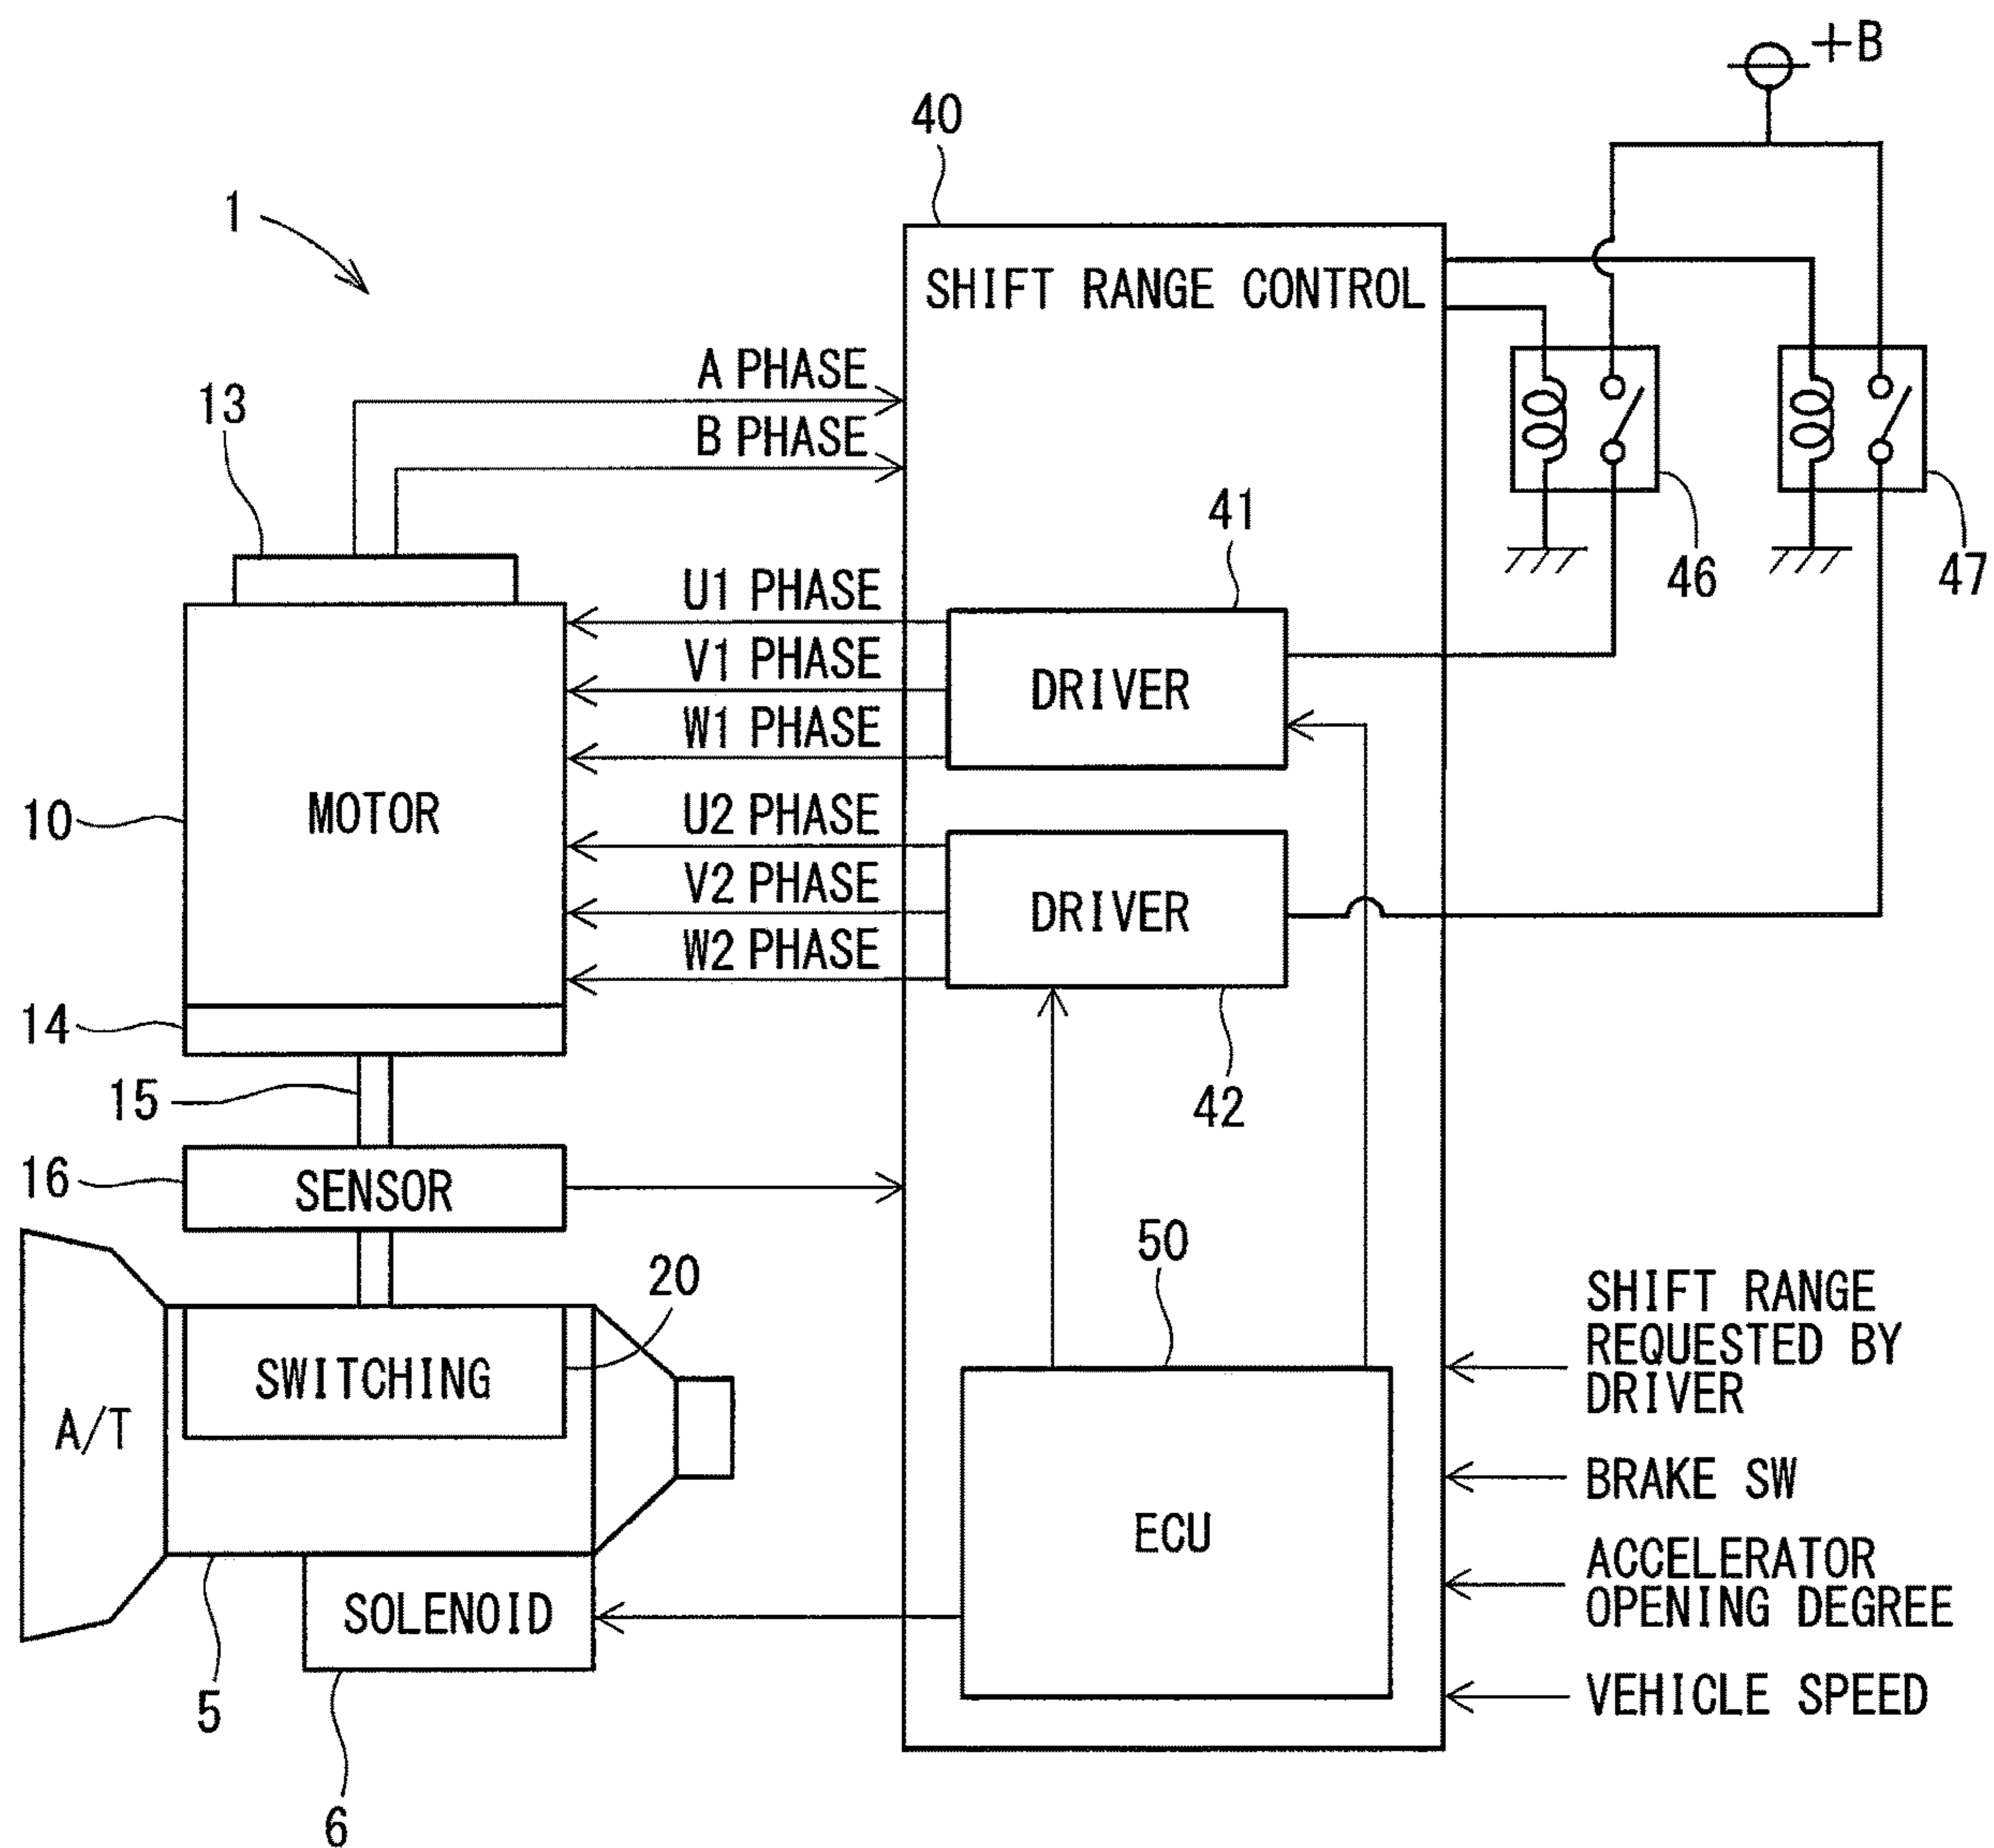 +B
40
1
SHIFT RANGE CONTROL
A PHASE
13
B PHASE
41
46
47
U1 PHASE
V1 PHASE
DRIVER
W1 PHASE
10
MOTOR
U2 PHASE
V2 PHASE
DRIVER
W2 PHASE
14
15
42
16
SENSOR
50
20
SHIFT RANGE
REQUESTED BY
DRIVER
SWITCHING
A/T
BRAKE SW
ECU
ACCELERATOR
OPENING DEGREE
SOLENOID
5
VEHICLE SPEED
6